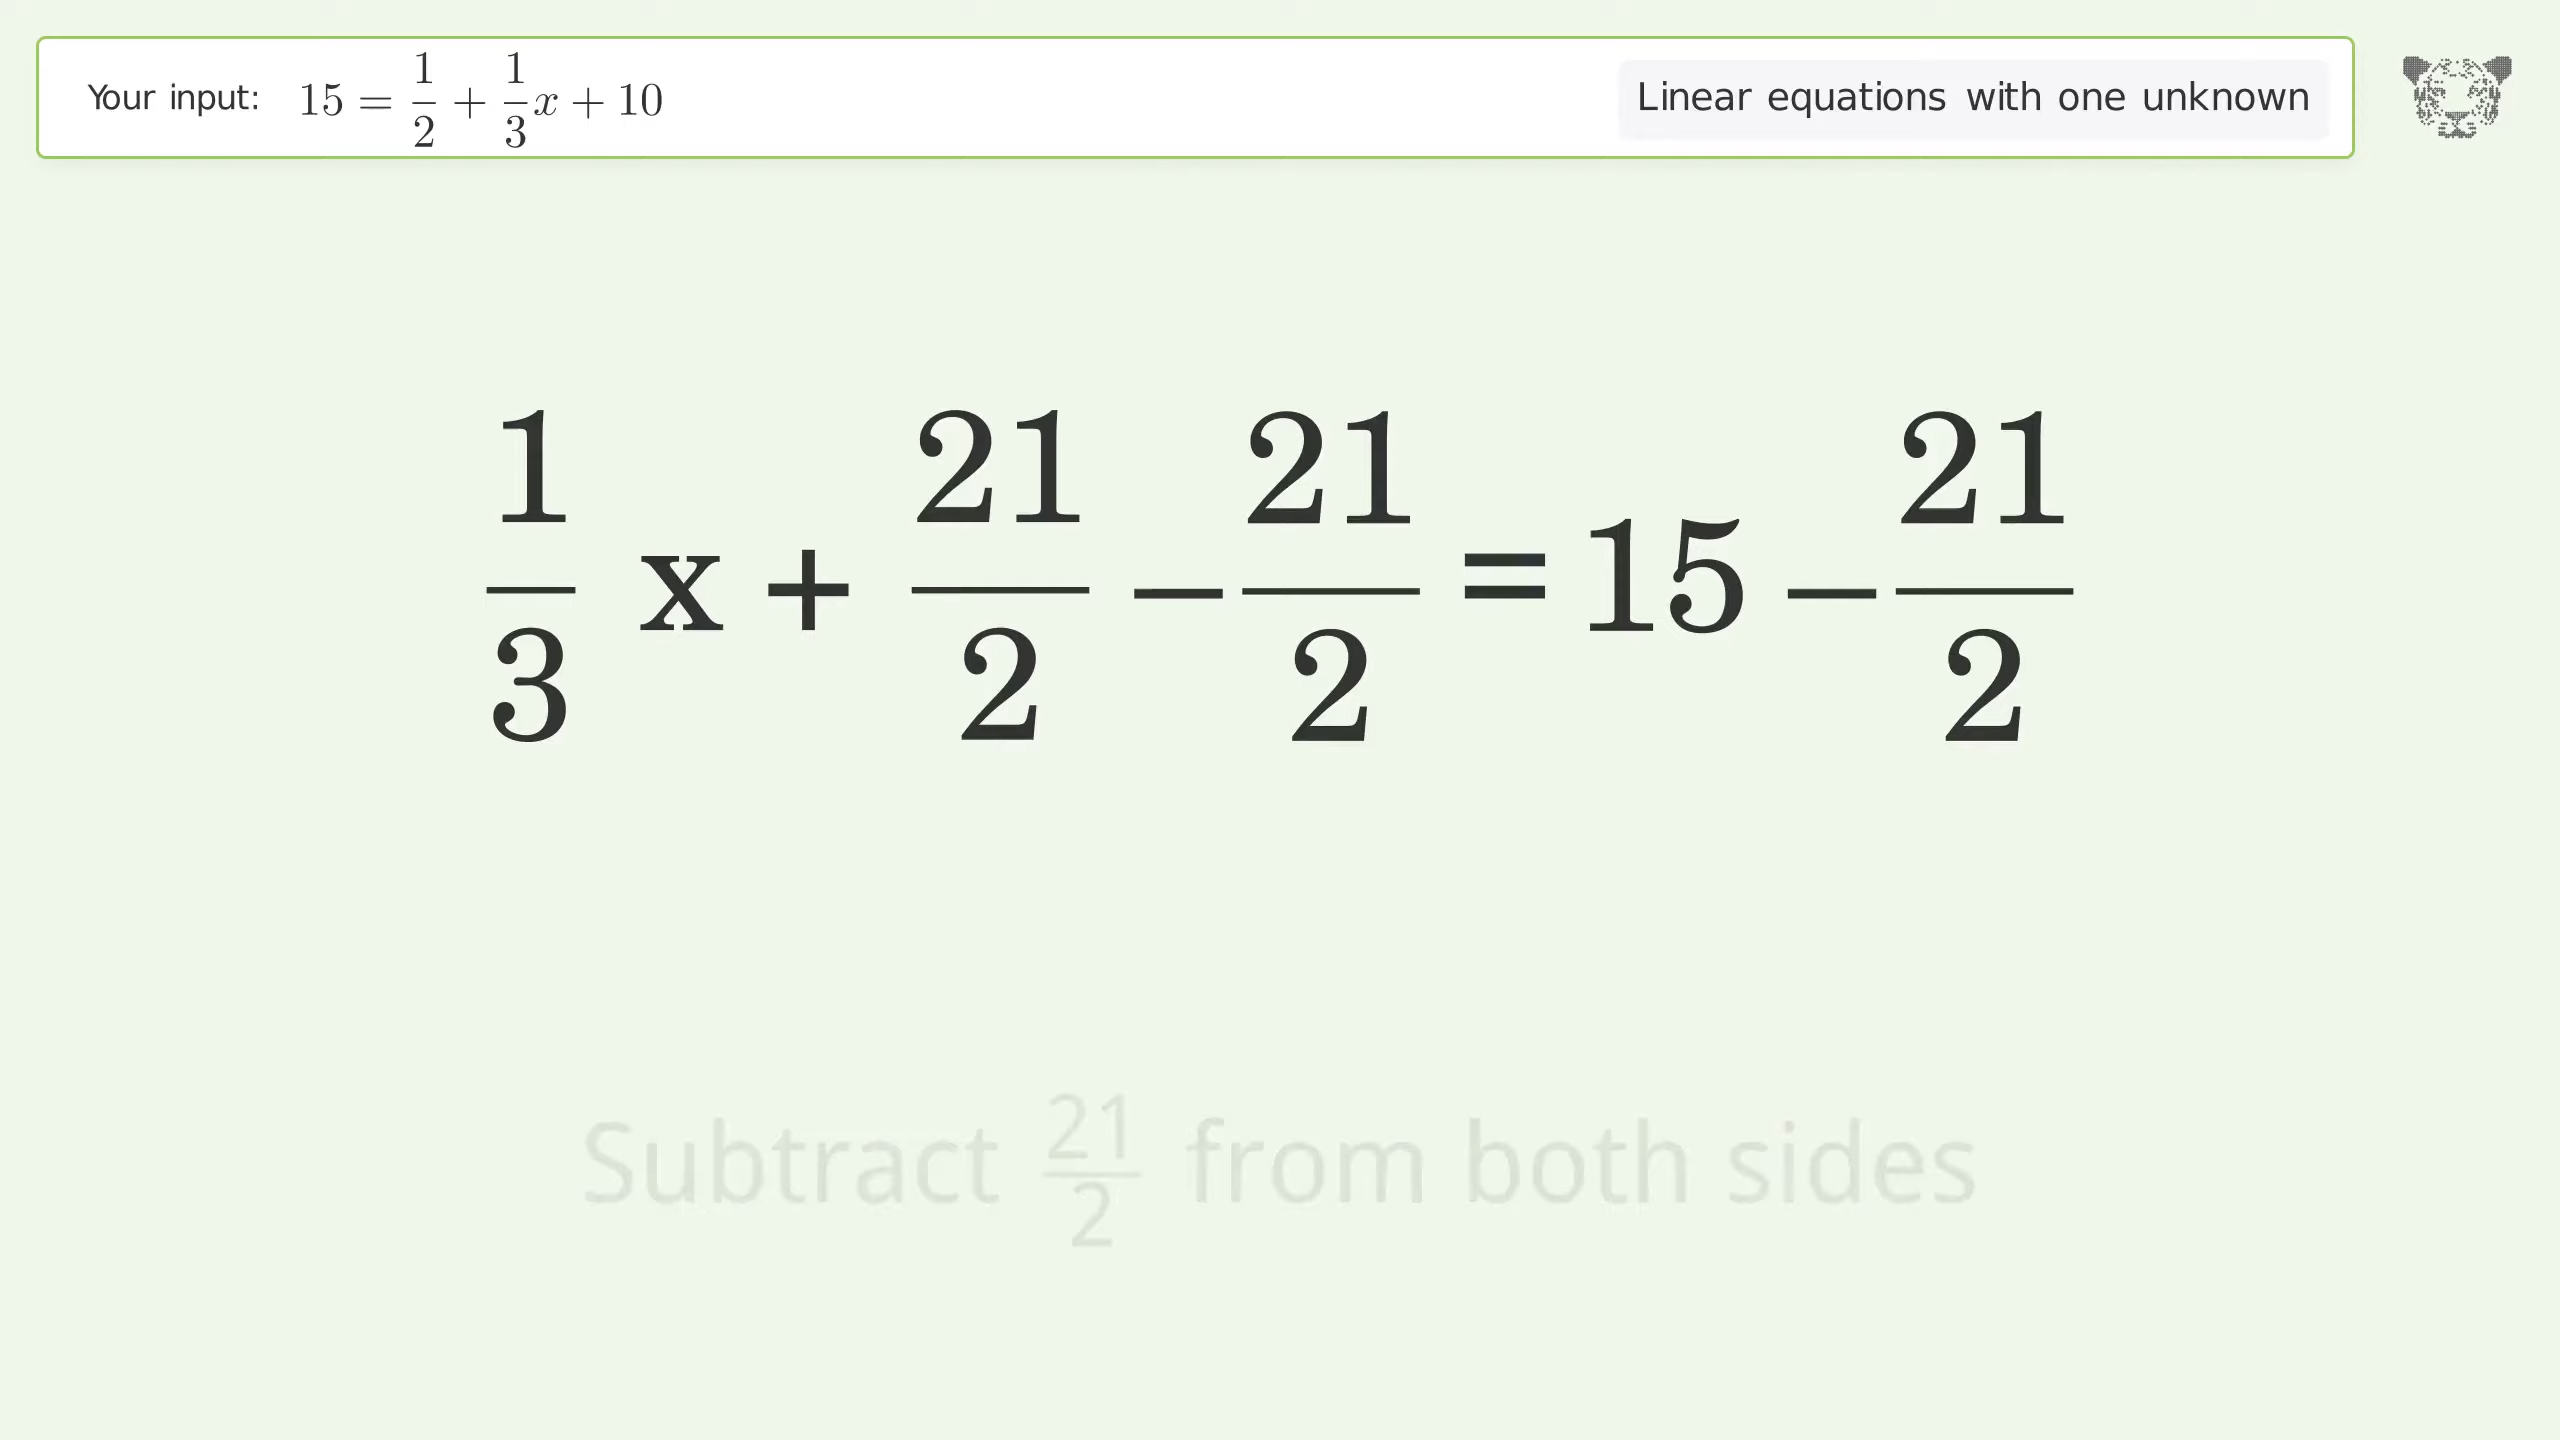 Your input: 15 = 1/2 + 1/3 x + 10
Linear equations with one unknown
1/3 x + 21/2 − 21/2 = 15 − 21/2
Subtract 21/2 from both sides